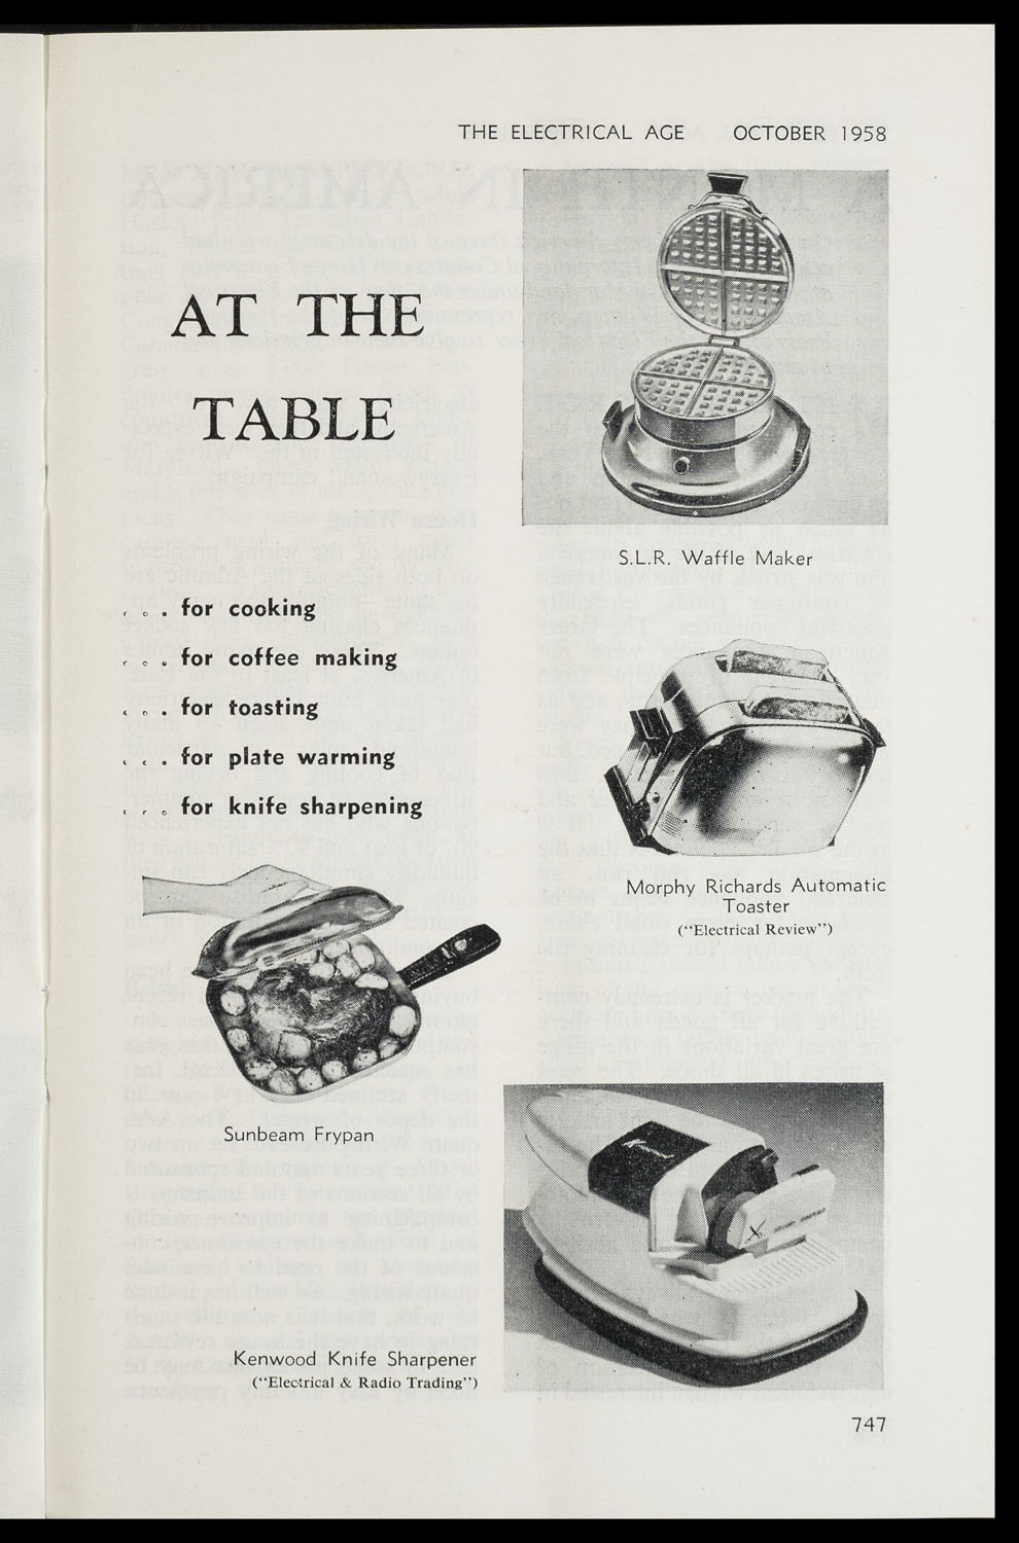 THE ELECTRICAL AGE OCTOBER 1958
AT THE
TABLE
S.L.R. Waffle Maker
. . . for cooking
. . . for coffee making
. . . for toasting
. . . for plate warming
. . . for knife sharpening
Morphy Richards Automatic
Toaster
("Electrical Review")
Sunbeam Frypan
Kenwood Knife Sharpener
("Electrical & Radio Trading")
747